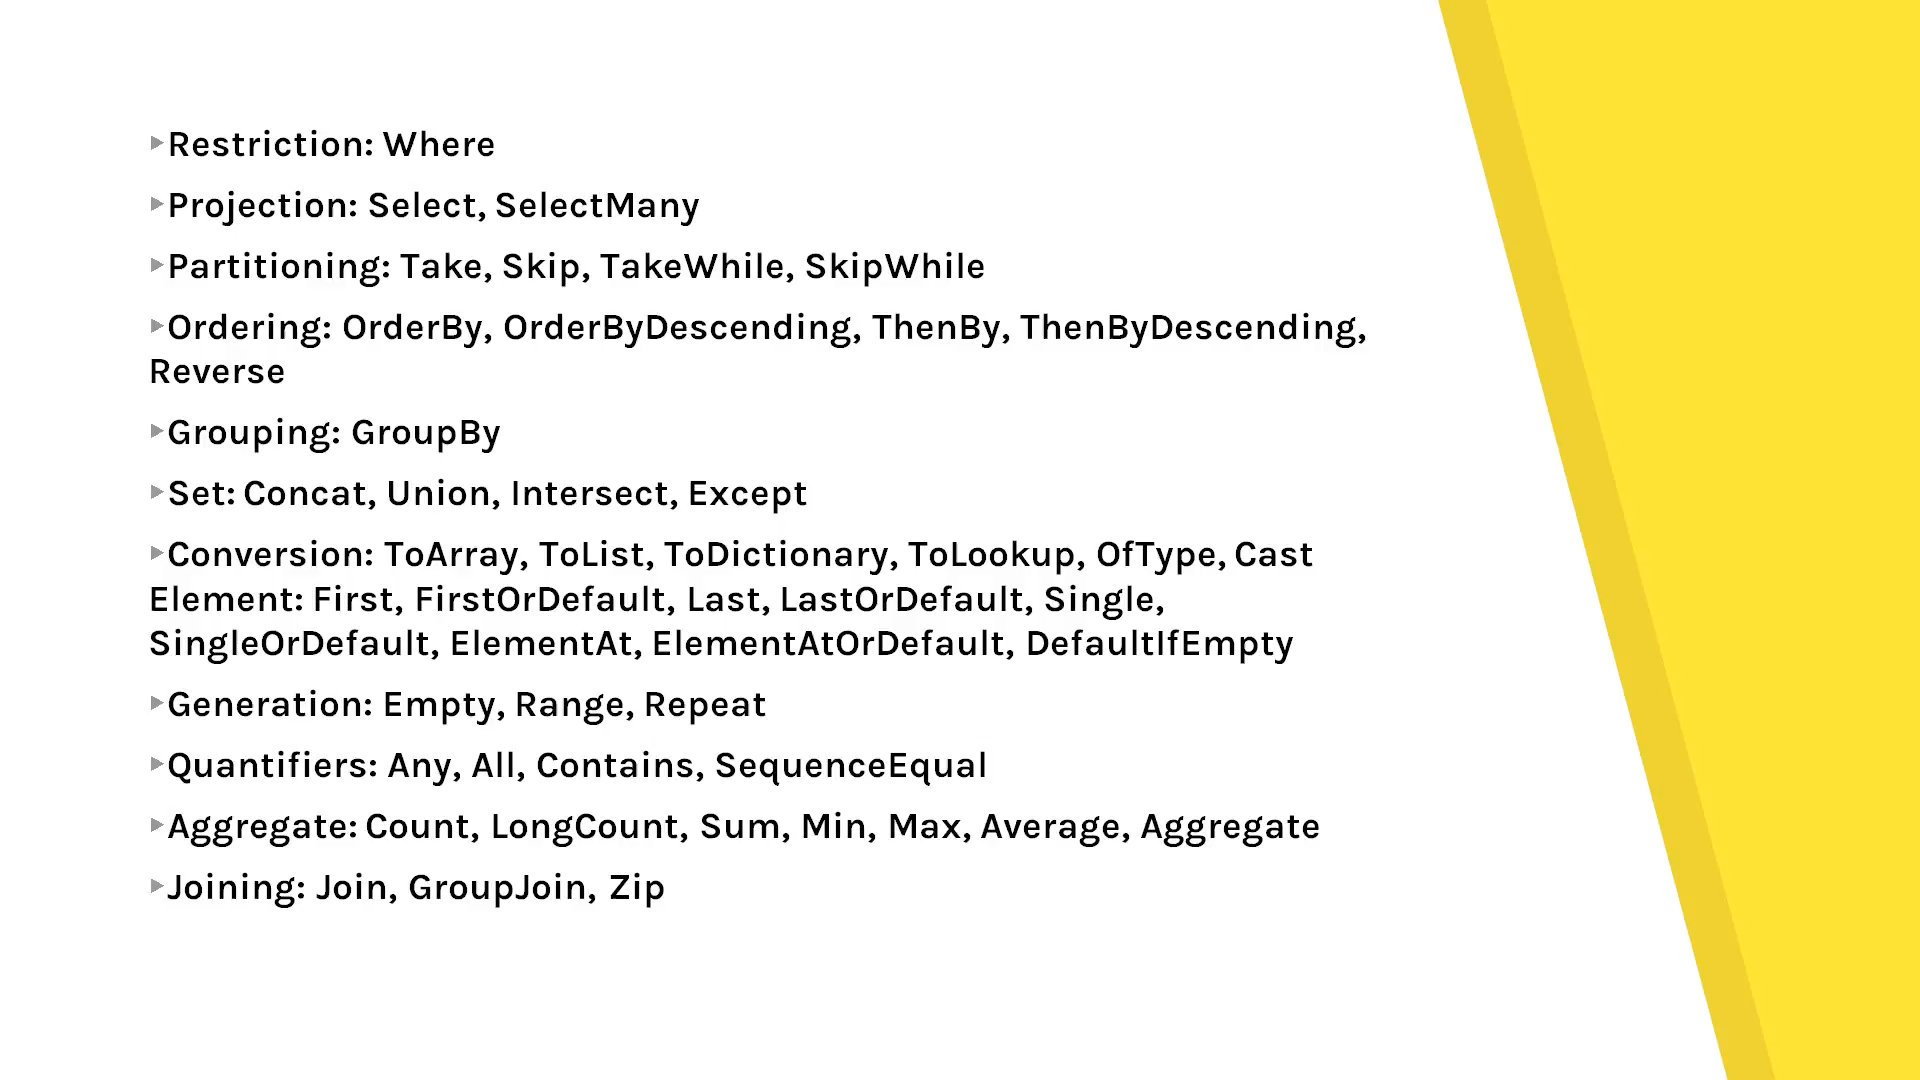 ▸Restriction: Where
▸Projection: Select, SelectMany
▸Partitioning: Take, Skip, TakeWhile, SkipWhile
▸Ordering: OrderBy, OrderByDescending, ThenBy, ThenByDescending,
Reverse
▸Grouping: GroupBy
▸Set: Concat, Union, Intersect, Except
▸Conversion: ToArray, ToList, ToDictionary, ToLookup, OfType, Cast
Element: First, FirstOrDefault, Last, LastOrDefault, Single,
SingleOrDefault, ElementAt, ElementAtOrDefault, DefaultIfEmpty
▸Generation: Empty, Range, Repeat
▸Quantifiers: Any, All, Contains, SequenceEqual
▸Aggregate: Count, LongCount, Sum, Min, Max, Average, Aggregate
▸Joining: Join, GroupJoin, Zip